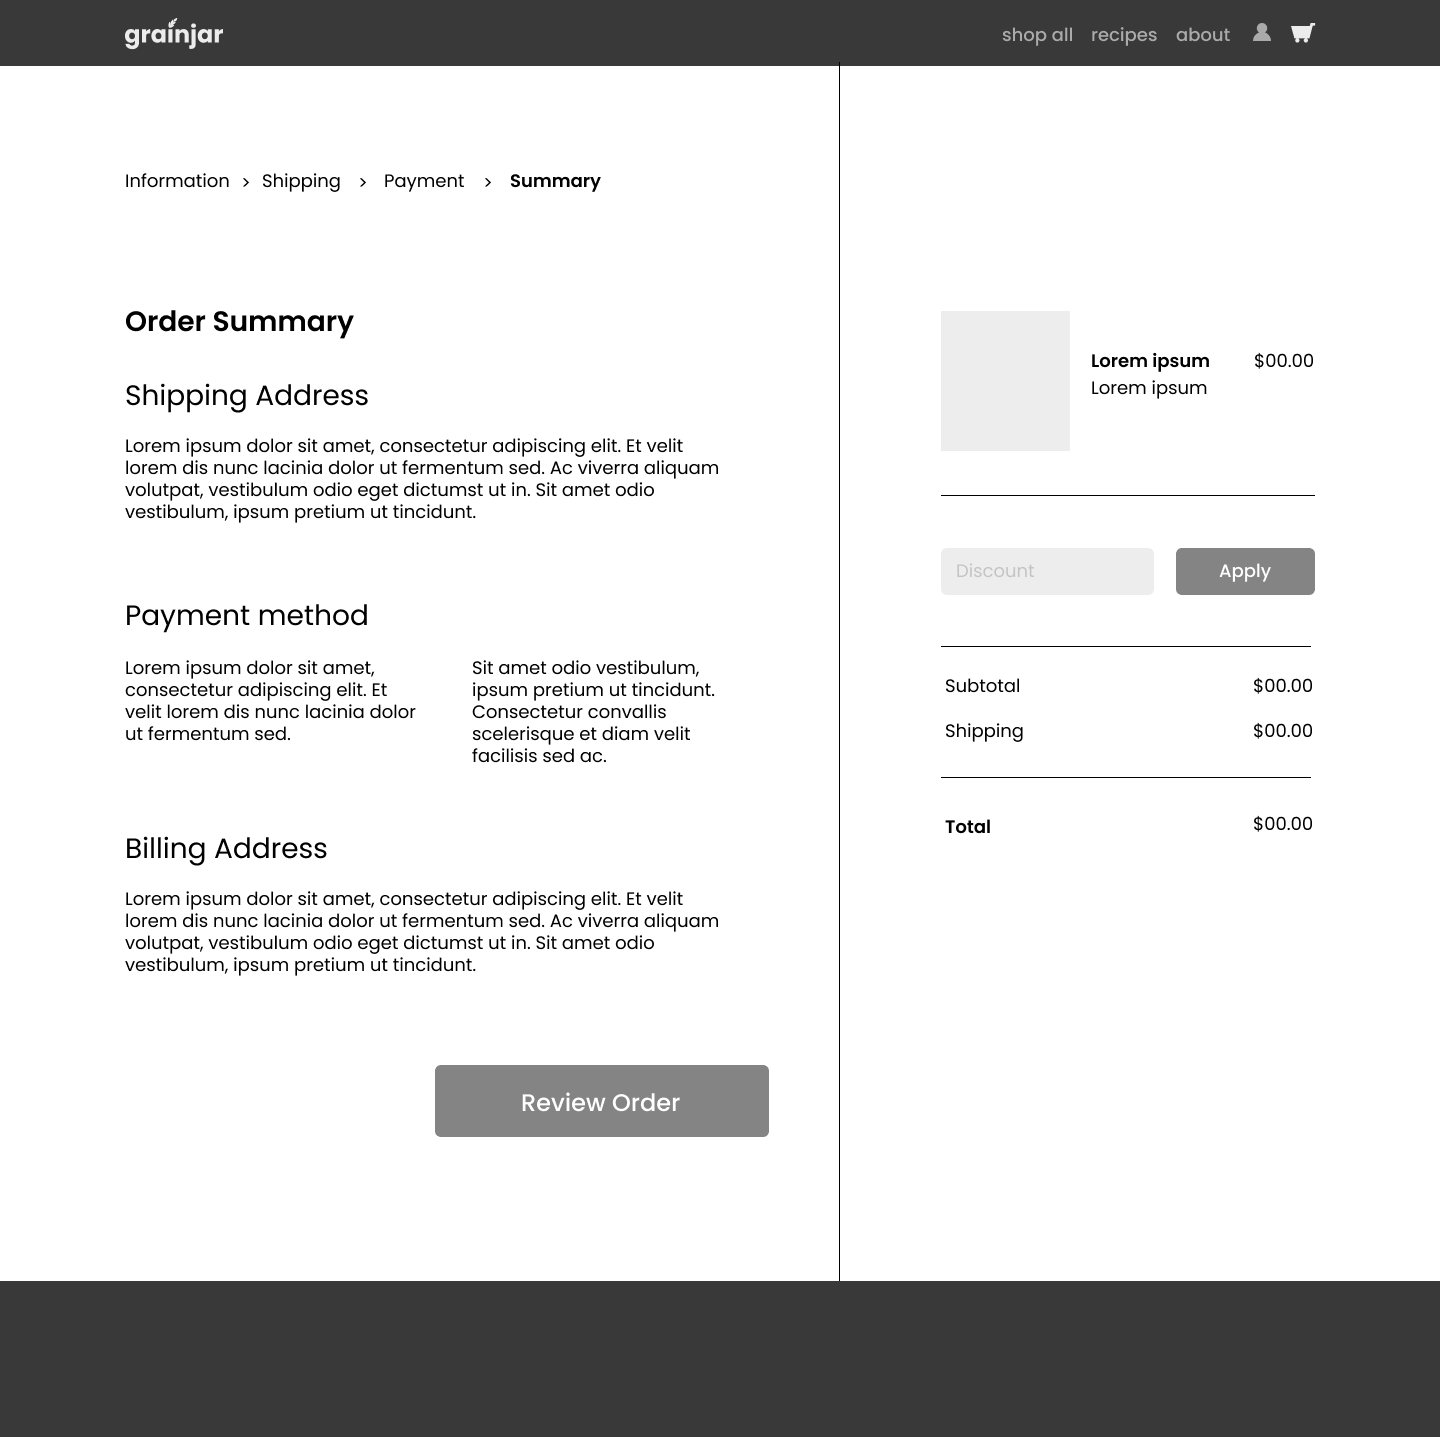 grainjar
shop all recipes about
Information > Shipping > Payment > Summary
Order Summary
Shipping Address
Lorem ipsum dolor sit amet, consectetur adipiscing elit. Et velit
lorem dis nunc lacinia dolor ut fermentum sed. Ac viverra aliquam
volutpat, vestibulum odio eget dictumst ut in. Sit amet odio
vestibulum, ipsum pretium ut tincidunt.
Payment method
Lorem ipsum dolor sit amet,
consectetur adipiscing elit. Et
velit lorem dis nunc lacinia dolor
ut fermentum sed.
Sit amet odio vestibulum,
ipsum pretium ut tincidunt.
Consectetur convallis
scelerisque et diam velit
facilisis sed ac.
Billing Address
Lorem ipsum dolor sit amet, consectetur adipiscing elit. Et velit
lorem dis nunc lacinia dolor ut fermentum sed. Ac viverra aliquam
volutpat, vestibulum odio eget dictumst ut in. Sit amet odio
vestibulum, ipsum pretium ut tincidunt.
Review Order
Lorem ipsum $00.00
Lorem ipsum
Discount Apply
Subtotal $00.00
Shipping $00.00
Total $00.00